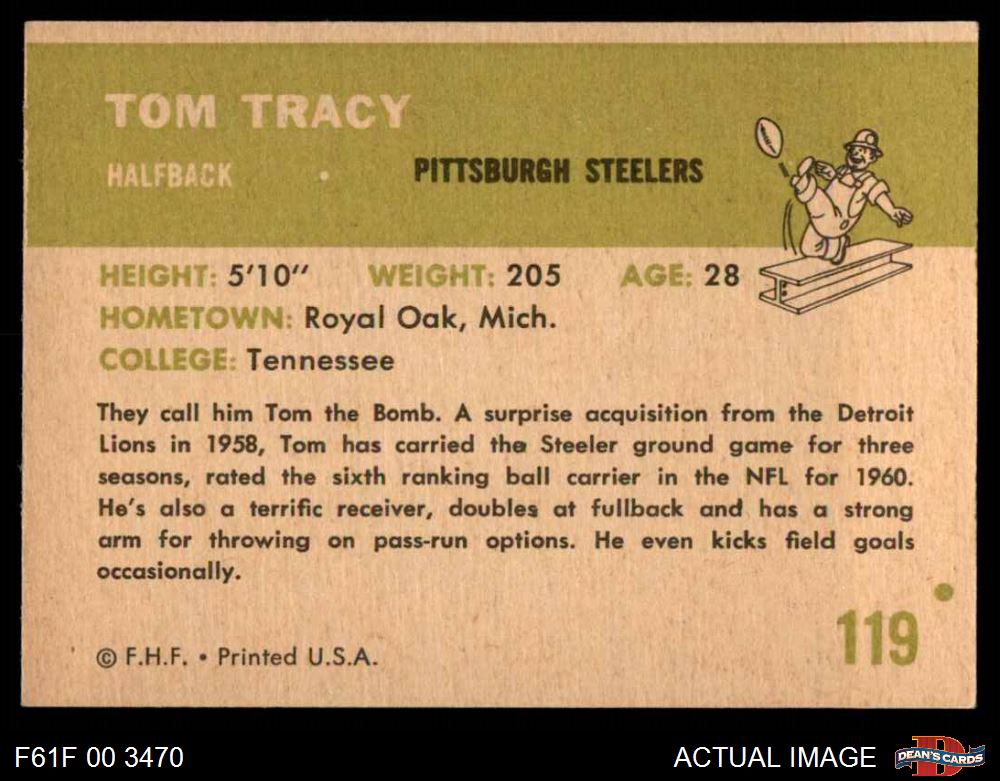 TOM TRACY
HALFBACK
PITTSBURGH STEELERS
HEIGHT: 5'10" WEIGHT: 205 AGE: 28
HOMETOWN: Royal Oak, Mich.
COLLEGE: Tennessee
They call him Tom the Bomb. A surprise acquisition from the Detroit
Lions in 1958, Tom has carried the Steeler ground game for three
seasons, rated the sixth ranking ball carrier in the NFL for 1960.
He's also a terrific receiver, doubles at fullback and has a strong
arm for throwing on pass-run options. He even kicks field goals
occasionally.
119
© F.H.F. • Printed U.S.A.
F61F 00 3470
ACTUAL IMAGE
D
DEAN'S CARDS